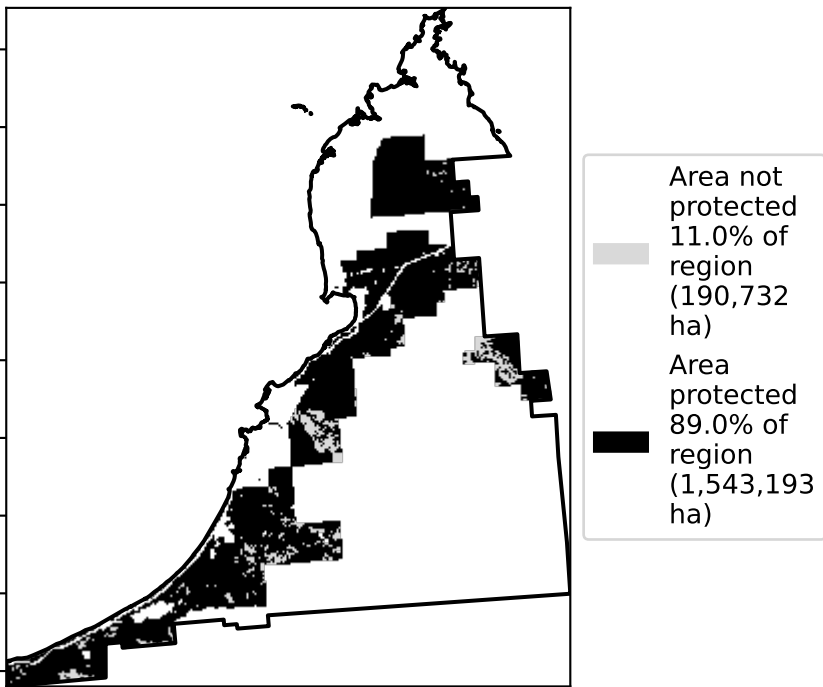 Area not
protected
11.0% of
region
(190,732
ha)
Area
protected
89.0% of
region
(1,543,193
ha)